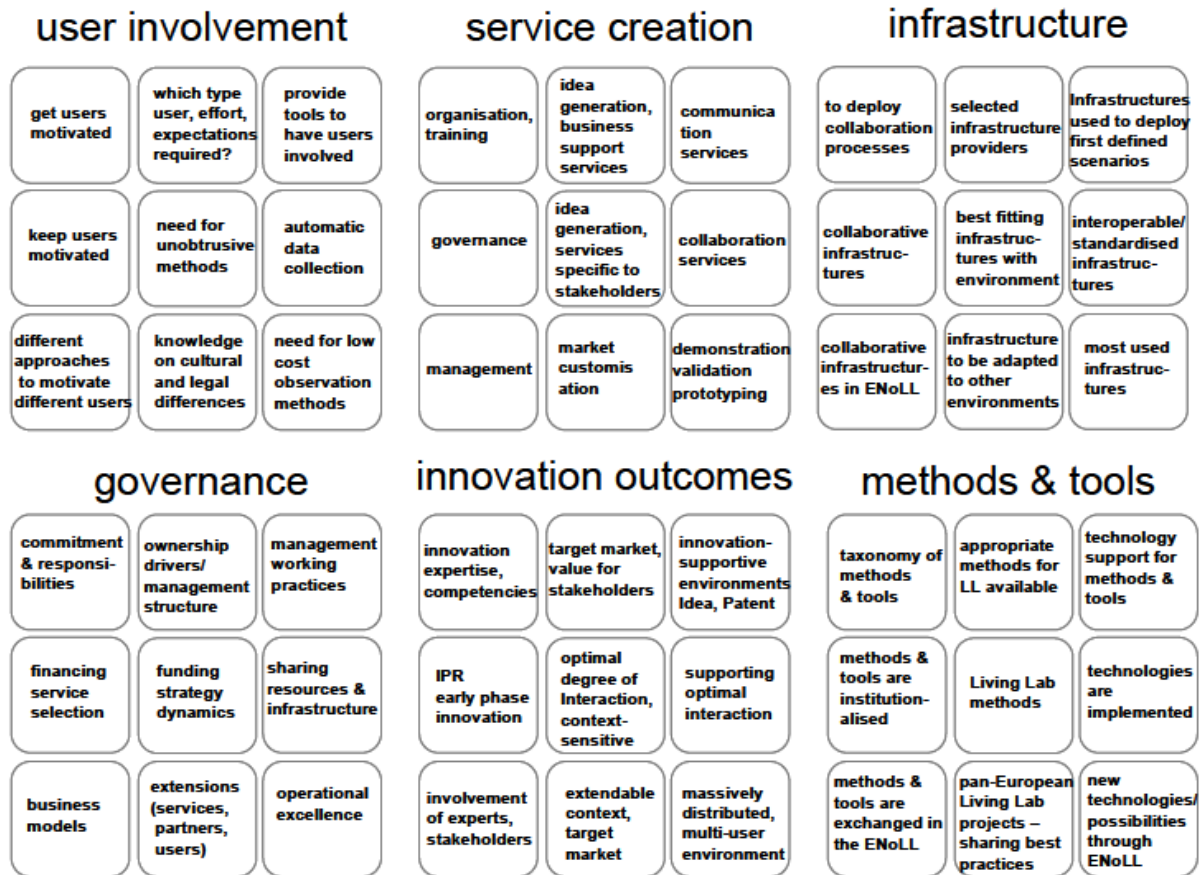 user involvement
get users
motivated
which type
user, effort,
expectations
required?
provide
tools to
have users
involved
keep users
motivated
need for
unobtrusive
methods
automatic
data
collection
different
approaches
to motivate
different users
knowledge
on cultural
and legal
differences
need for low
cost
observation
methods
service creation
organisation,
training
idea
generation,
business
support
services
communica
tion
services
governance
idea
generation,
services
specific to
stakeholders
collaboration
services
management
market
customis
ation
demonstration
validation
prototyping
infrastructure
to deploy
collaboration
processes
selected
infrastructure
providers
Infrastructures
used to deploy
first defined
scenarios
collaborative
infrastruc-
tures
best fitting
infrastruc-
tures with
environment
interoperable/
standardised
infrastruc-
tures
collaborative
infrastructur-
es in ENoLL
infrastructure
to be adapted
to other
environments
most used
infrastruc-
tures
governance
commitment
& responsi-
bilities
ownership
drivers/
management
structure
management
working
practices
financing
service
selection
funding
strategy
dynamics
sharing
resources &
infrastructure
business
models
extensions
(services,
partners,
users)
operational
excellence
innovation outcomes
innovation
expertise,
competencies
target market,
value for
stakeholders
innovation-
supportive
environments
Idea, Patent
IPR
early phase
innovation
optimal
degree of
Interaction,
context-
sensitive
supporting
optimal
interaction
involvement
of experts,
stakeholders
extendable
context,
target
market
massively
distributed,
multi-user
environment
methods & tools
taxonomy of
methods
& tools
appropriate
methods for
LL available
technology
support for
methods &
tools
methods &
tools are
institution-
alised
Living Lab
methods
technologies
are
implemented
methods &
tools are
exchanged in
the ENoLL
pan-European
Living Lab
projects –
sharing best
practices
new
technologies/
possibilities
through
ENoLL